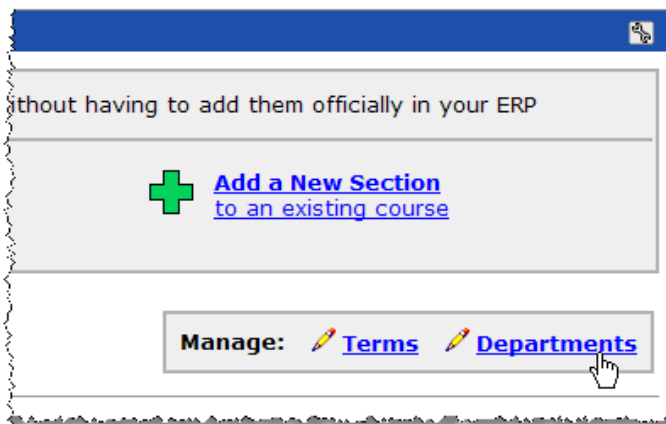 ithout having to add them officially in your ERP
Add a New Section
to an existing course
Manage: Terms Departments